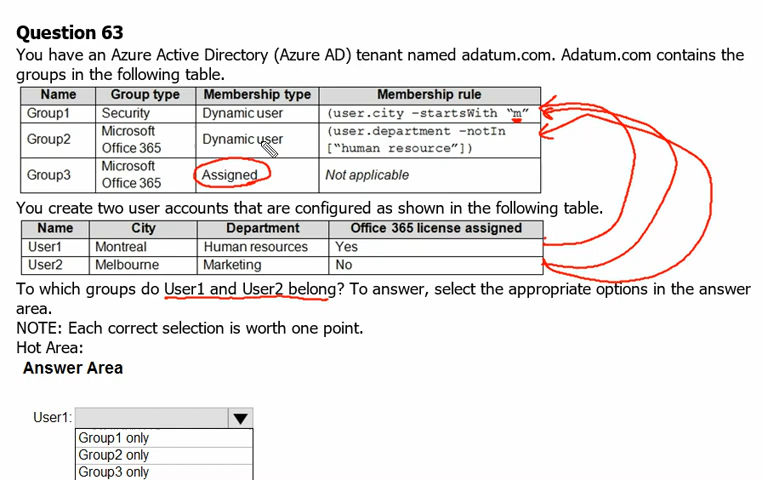 Question 63
You have an Azure Active Directory (Azure AD) tenant named adatum.com. Adatum.com contains the
groups in the following table.
Name Group type Membership type Membership rule
Group1 Security Dynamic user (user.city -startsWith "m"
Group2 Microsoft Office 365 Dynamic user (user.department -notIn ["human resource"])
Group3 Microsoft Office 365 Assigned Not applicable
You create two user accounts that are configured as shown in the following table.
Name City Department Office 365 license assigned
User1 Montreal Human resources Yes
User2 Melbourne Marketing No
To which groups do User1 and User2 belong? To answer, select the appropriate options in the answer
area.
NOTE: Each correct selection is worth one point.
Hot Area:
Answer Area
User1:
Group1 only
Group2 only
Group3 only